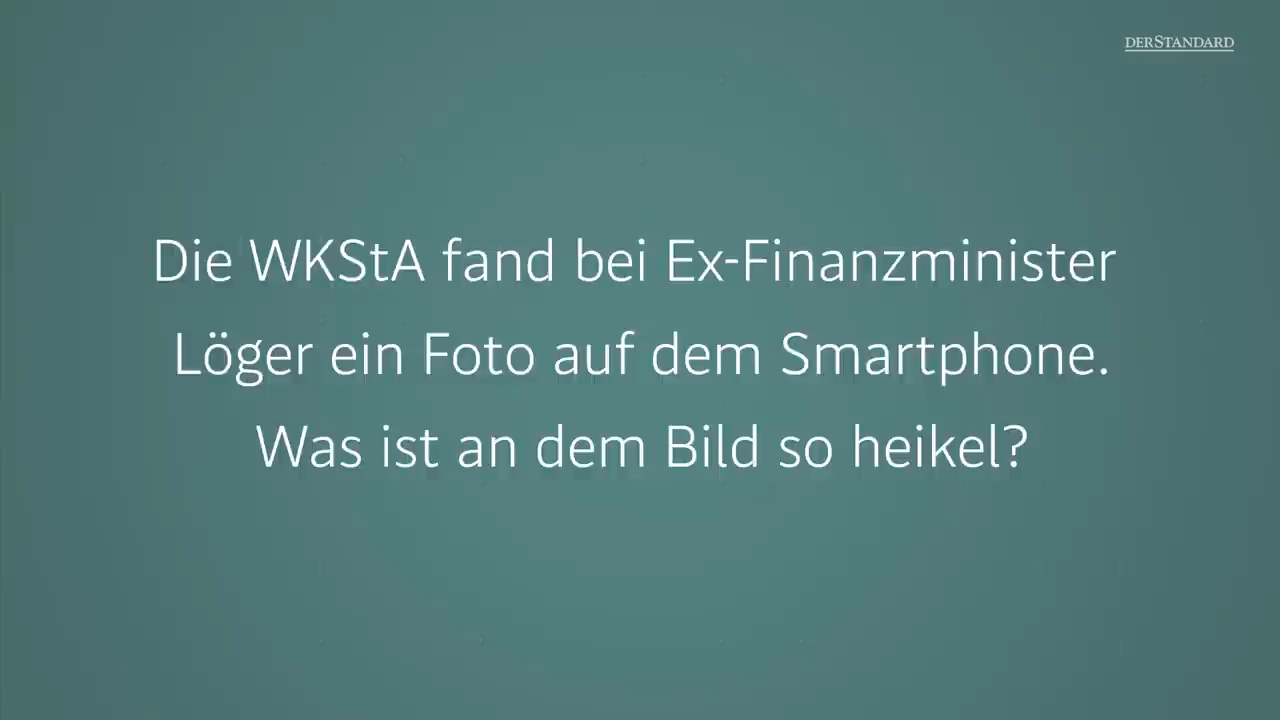 DERSTANDARD
Die WKStA fand bei Ex-Finanzminister
Löger ein Foto auf dem Smartphone.
Was ist an dem Bild so heikel?